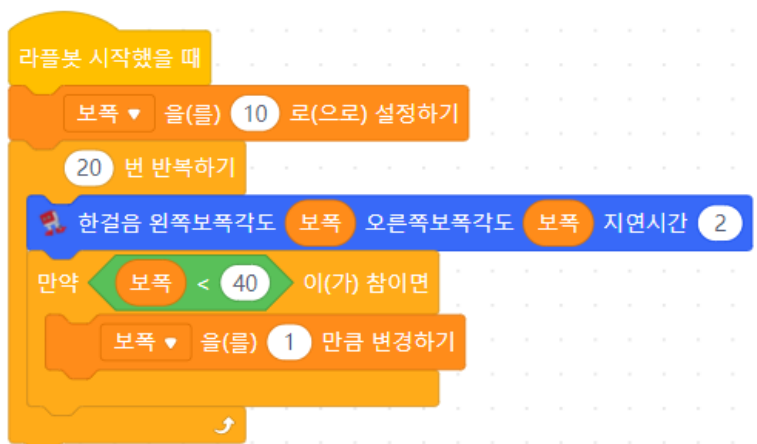 라플봇 시작했을 때
보폭 을(를) 10 로(으로) 설정하기
20 번 반복하기
한걸음 왼쪽보폭각도 보폭 오른쪽보폭각도 보폭 지연시간 2
만약 보폭 < 40 이(가) 참이면
보폭 을(를) 1 만큼 변경하기